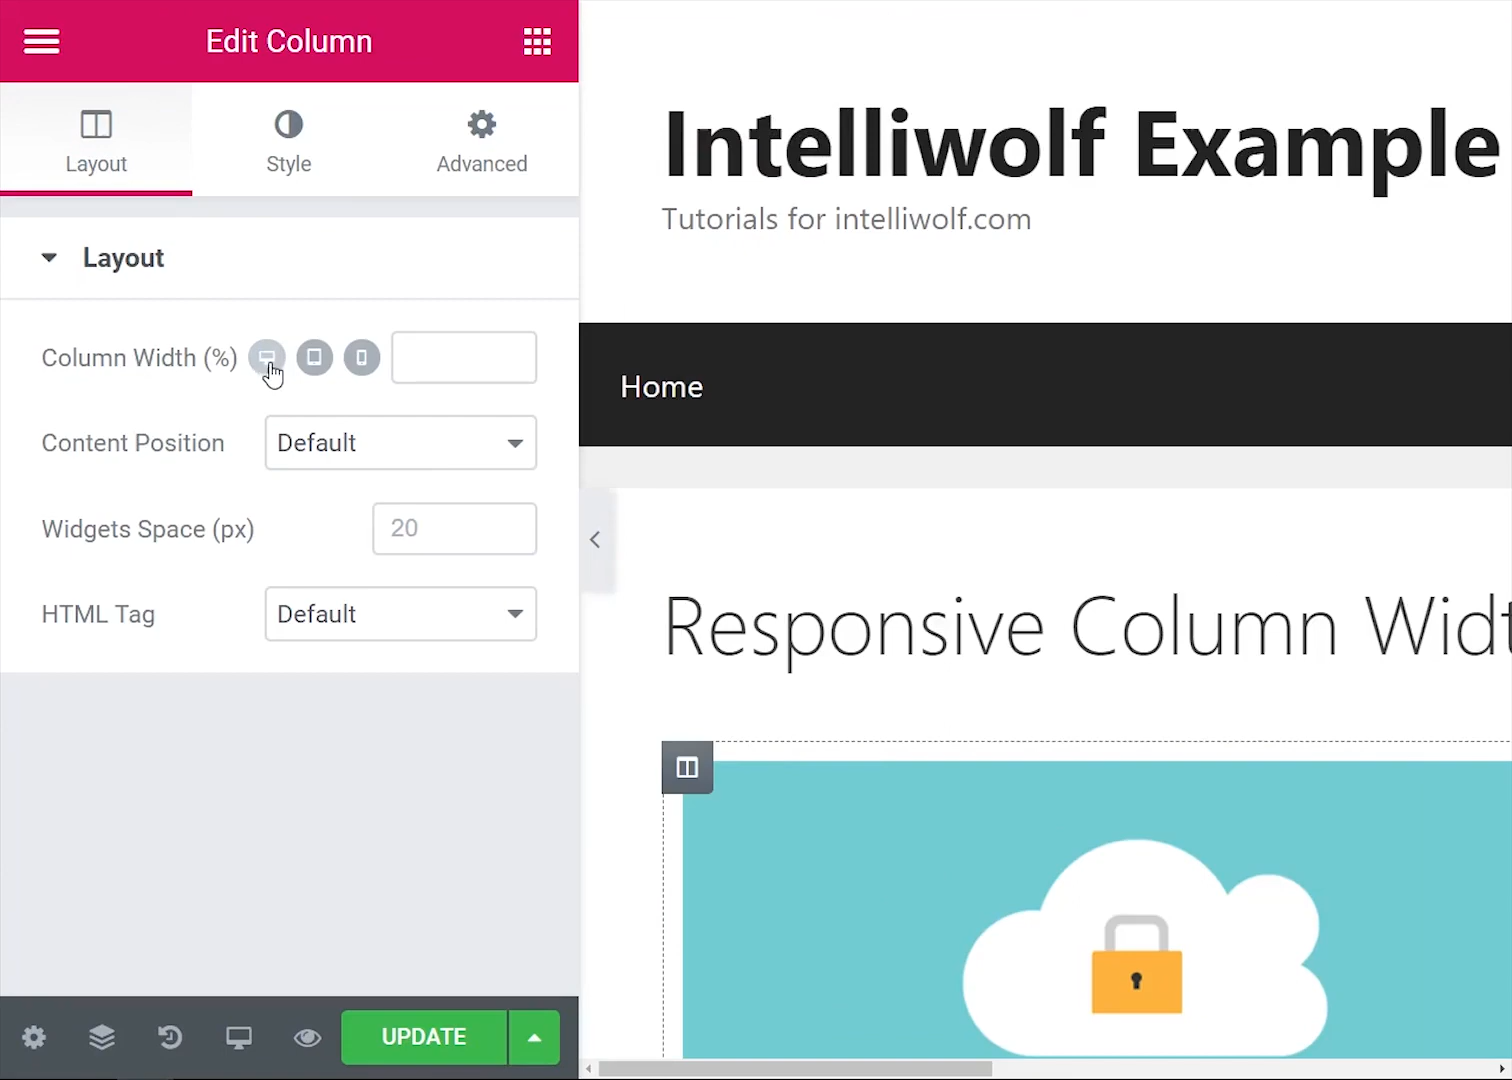 Edit Column
Layout
Style
Advanced
Layout
Column Width (%)
Content Position
Default
Widgets Space (px)
20
HTML Tag
Default
UPDATE
Intelliwolf Example
Tutorials for intelliwolf.com
Home
Responsive Column